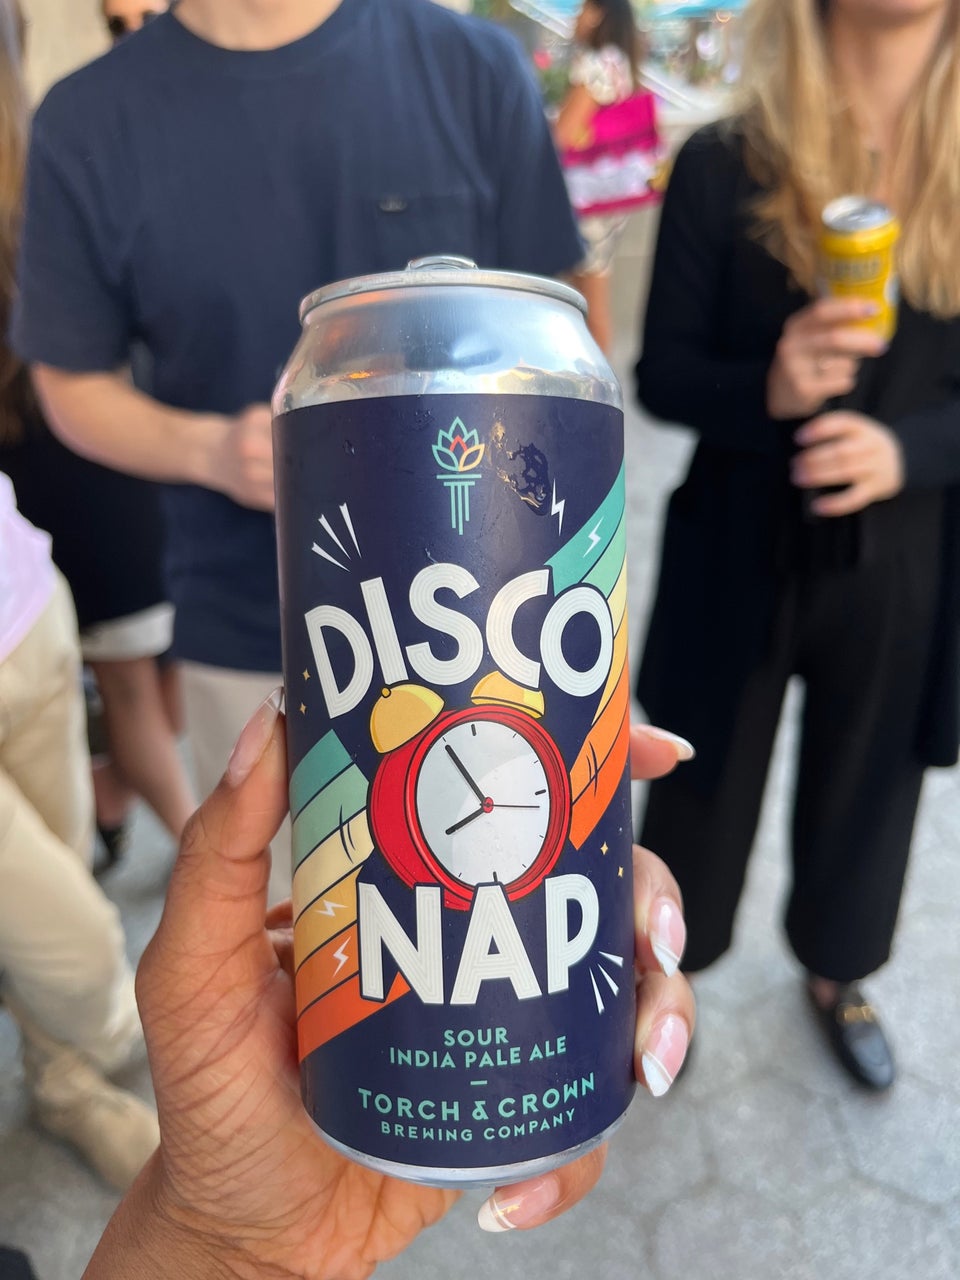 DISCO
NAP
SOUR
INDIA PALE ALE
TORCH & CROWN
BREWING COMPANY